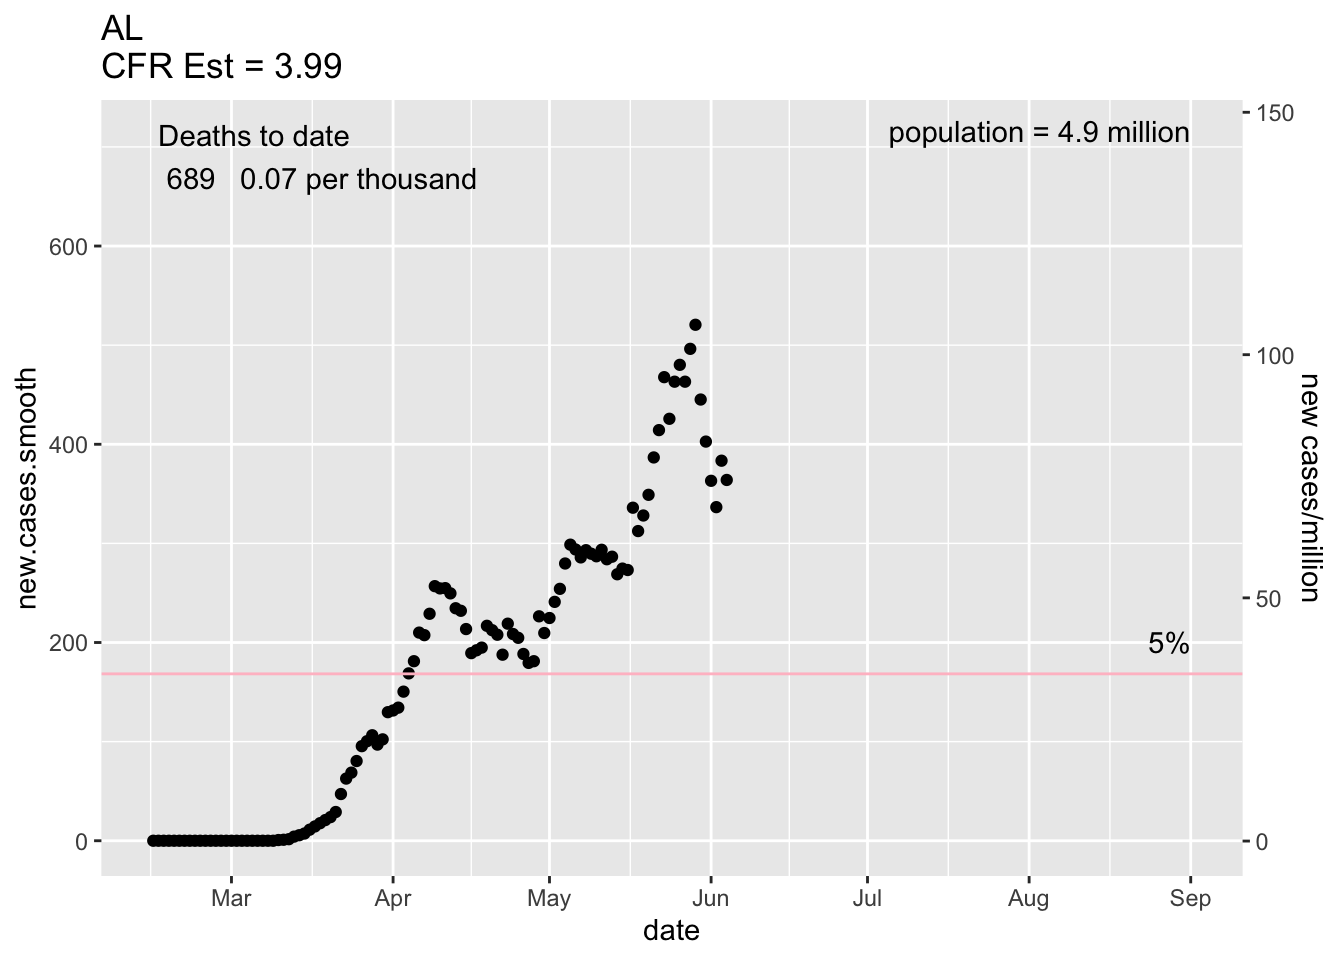 AL
CFR Est = 3.99
Deaths to date
689 0.07 per thousand
population = 4.9 million
5%
new.cases.smooth
600
400
200
0
150
100
50
0
new cases/million
Mar Apr May Jun Jul Aug Sep
date